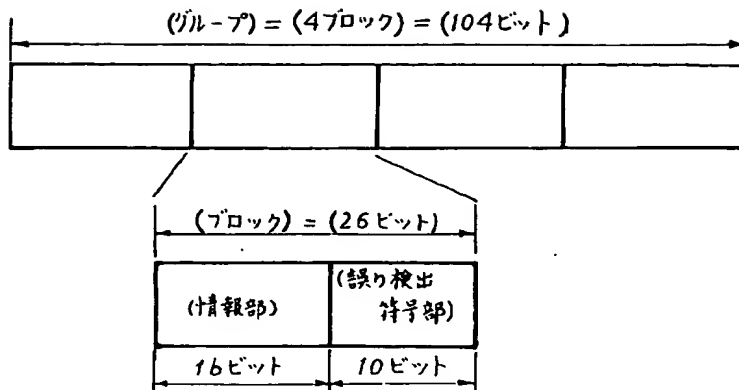 (グループ) = (4ブロック) = (104ビット)
(ブロック) = (26ビット)
(情報部)
(誤り検出
符号部)
16ビット
10ビット